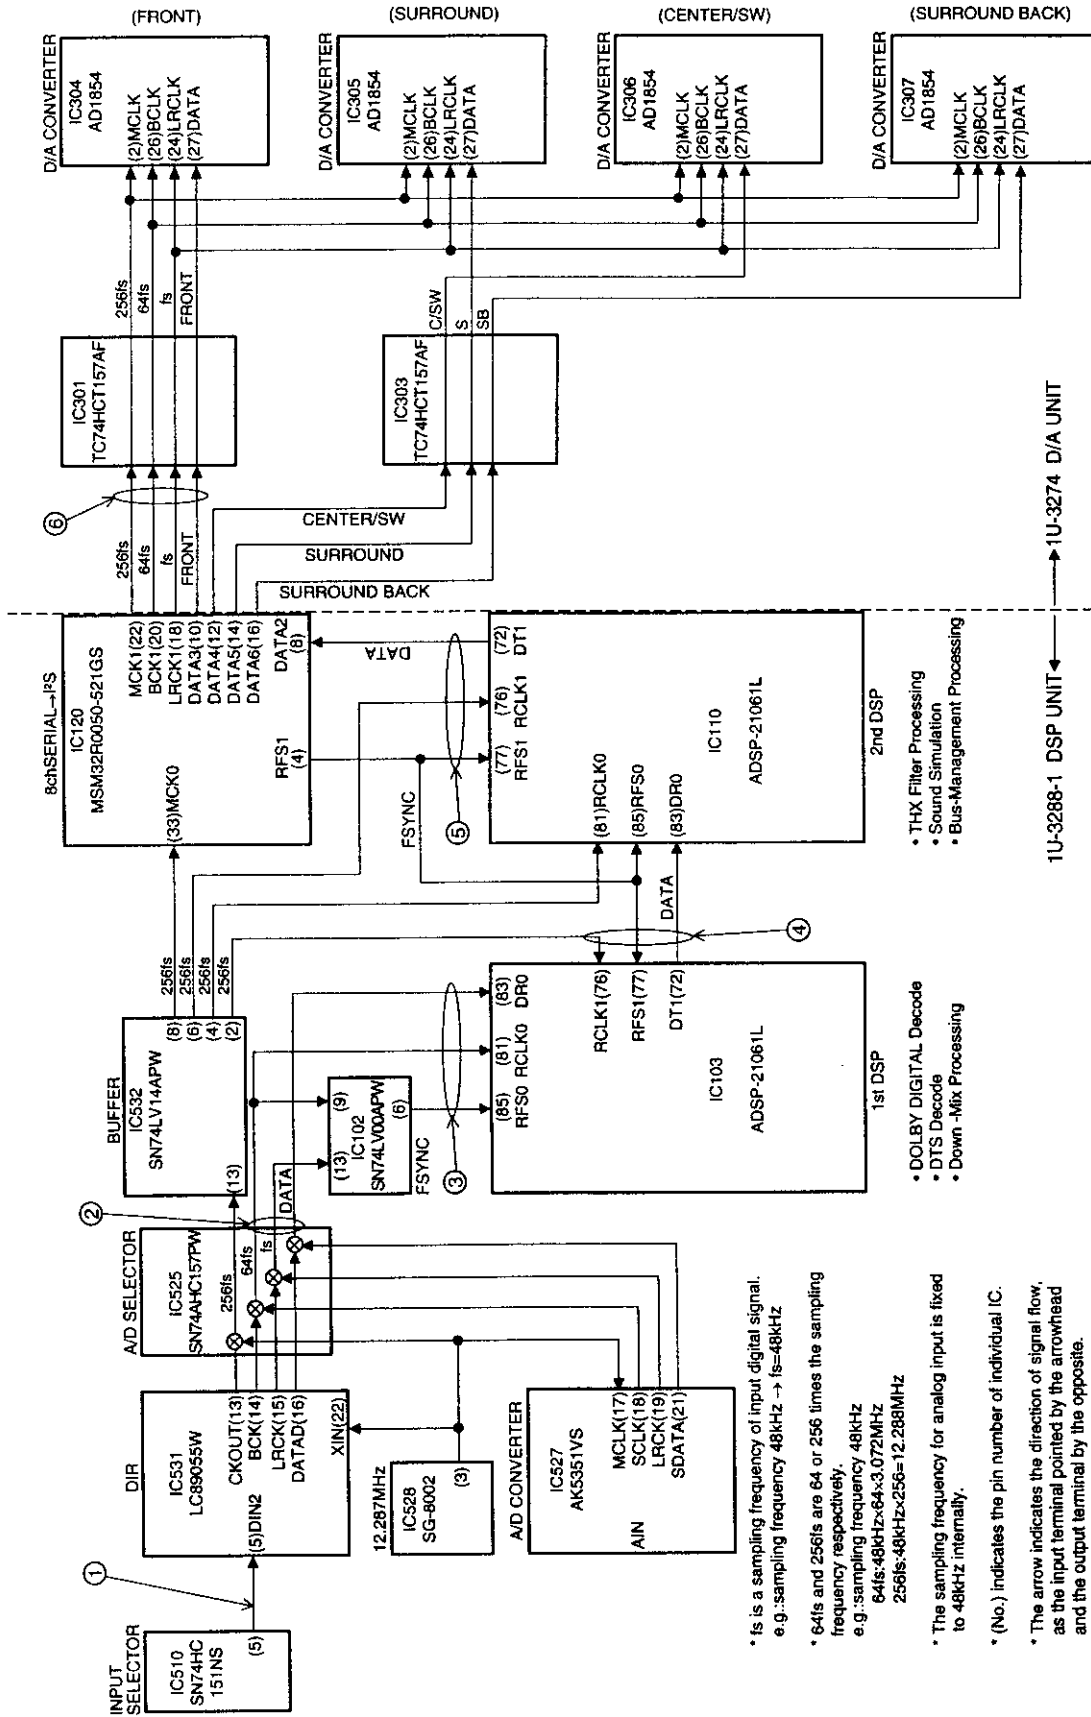 INPUT
SELECTOR
IC510
SN74HC
151NS
(5)
①
DIR
IC531
LC89055W
(5)DIN2
CKOUT(13)
BCK(14)
LRCK(15)
DATAD(16)
XIN(22)
12.287MHz
IC528
SG-8002
(3)
A/D CONVERTER
IC527
AK5351VS
AIN
MCLK(17)
SCLK(18)
LRCK(19)
SDATA(21)
A/D SELECTOR
IC525
SN74AHC157PW
256fs
64fs
fs
DATA
②
BUFFER
IC532
SN74LV14APW
(13)
(8)
(6)
(4)
(2)
256fs
256fs
256fs
256fs
(13)
(9)
IC102
SN74LV00APW
(6)
FSYNC
③
(85)
RFS0
(81)
RCLK0
(83)
DR0
RCLK1(76)
RFS1(77)
DT1(72)
IC103
ADSP-21061L
1st DSP
• DOLBY DIGITAL Decode
• DTS Decode
• Down -Mix Processing
④
DATA
FSYNC
⑤
8chSERIAL→I²S
IC120
MSM32R0050-521GS
(33)MCK0
MCK1(22)
BCK1(20)
LRCK1(18)
DATA3(10)
DATA4(12)
DATA5(14)
DATA6(16)
DATA2
(8)
RFS1
(4)
DATA
(77)
RFS1
(76)
RCLK1
(72)
DT1
(81)RCLK0
(85)RFS0
(83)DR0
IC110
ADSP-21061L
2nd DSP
• THX Filter Processing
• Sound Simulation
• Bus-Management Processing
1U-3288-1 DSP UNIT
1U-3274 D/A UNIT
⑥
256fs
64fs
fs
FRONT
CENTER/SW
SURROUND
SURROUND BACK
IC301
TC74HCT157AF
IC303
TC74HCT157AF
256fs
64fs
fs
FRONT
C/SW
S
SB
D/A CONVERTER
(FRONT)
IC304
AD1854
(2)MCLK
(26)BCLK
(24)LRCLK
(27)DATA
D/A CONVERTER
(SURROUND)
IC305
AD1854
(2)MCLK
(26)BCLK
(24)LRCLK
(27)DATA
D/A CONVERTER
(CENTER/SW)
IC306
AD1854
(2)MCLK
(26)BCLK
(24)LRCLK
(27)DATA
D/A CONVERTER
(SURROUND BACK)
IC307
AD1854
(2)MCLK
(26)BCLK
(24)LRCLK
(27)DATA
* fs is a sampling frequency of input digital signal.
e.g.:sampling frequency 48kHz → fs=48kHz
* 64fs and 256fs are 64 or 256 times the sampling
frequency respectively.
e.g.:sampling frequency 48kHz
64fs:48kHz×64×3.072MHz
256fs:48kHz×256=12.288MHz
* The sampling frequency for analog input is fixed
to 48kHz internally.
* (No.) indicates the pin number of individual IC.
* The arrow indicates the direction of signal flow,
as the input terminal pointed by the arrowhead
and the output terminal by the opposite.